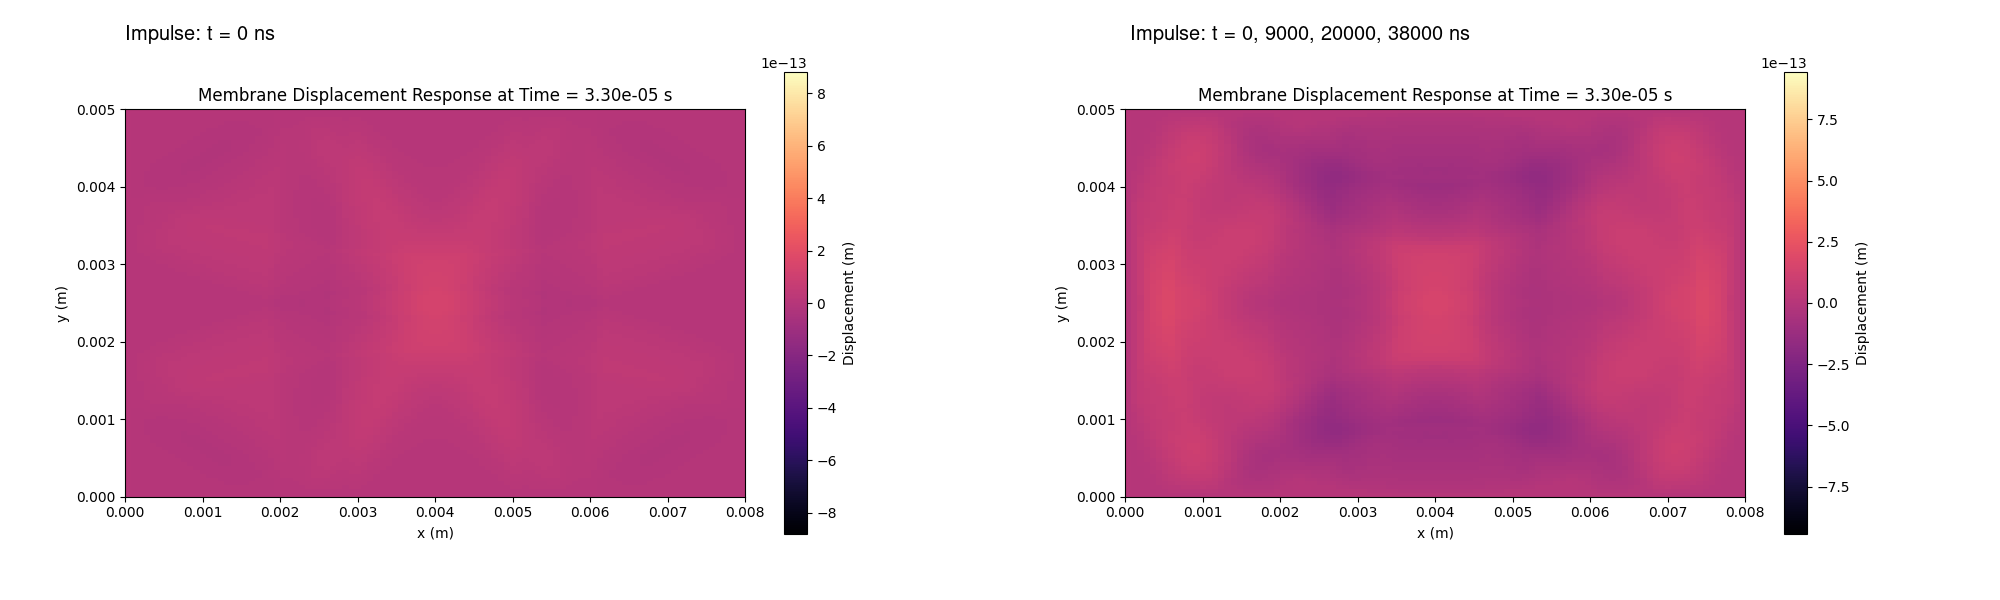 Impulse: t = 0 ns
1e−13
Membrane Displacement Response at Time = 3.30e-05 s
0.005
0.004
0.003
0.002
0.001
0.000
y (m)
0.000 0.001 0.002 0.003 0.004 0.005 0.006 0.007 0.008
x (m)
8
6
4
2
0
−2
−4
−6
−8
Displacement (m)
Impulse: t = 0, 9000, 20000, 38000 ns
1e−13
Membrane Displacement Response at Time = 3.30e-05 s
0.005
0.004
0.003
0.002
0.001
0.000
y (m)
0.000 0.001 0.002 0.003 0.004 0.005 0.006 0.007 0.008
x (m)
7.5
5.0
2.5
0.0
−2.5
−5.0
−7.5
Displacement (m)